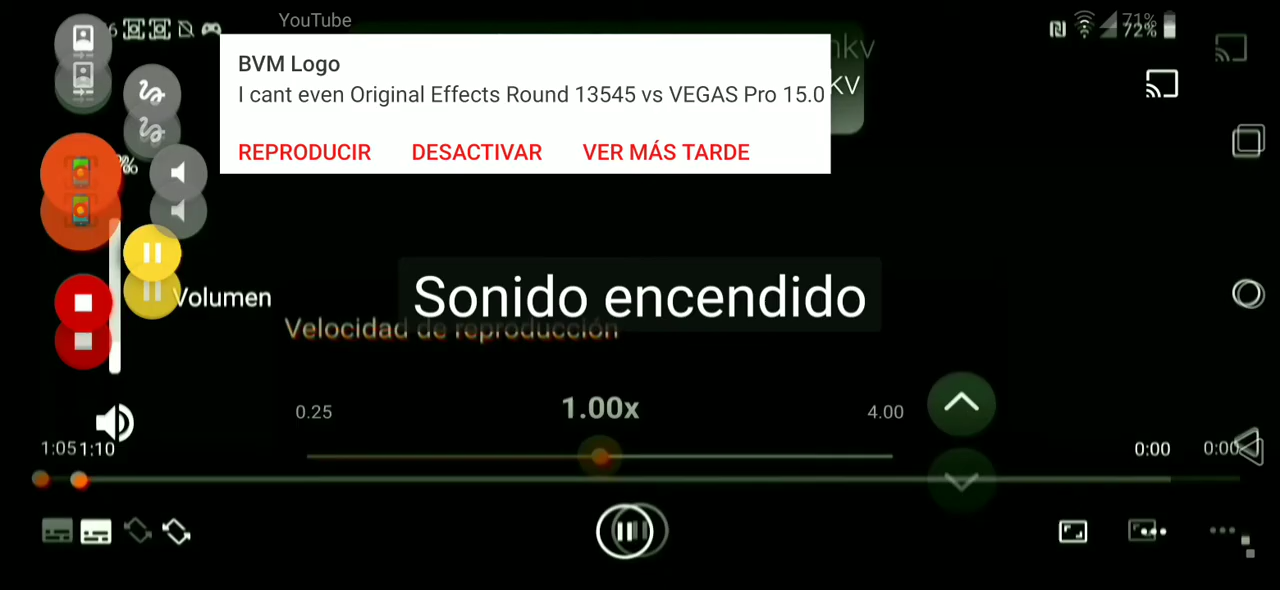 YouTube
71%
72%
BVM Logo
I cant even Original Effects Round 13545 vs VEGAS Pro 15.0
REPRODUCIR DESACTIVAR VER MÁS TARDE
Volumen
Sonido encendido
Velocidad de reproducción
0.25 1.00x 4.00
1:05 1:10 0:00 0:00